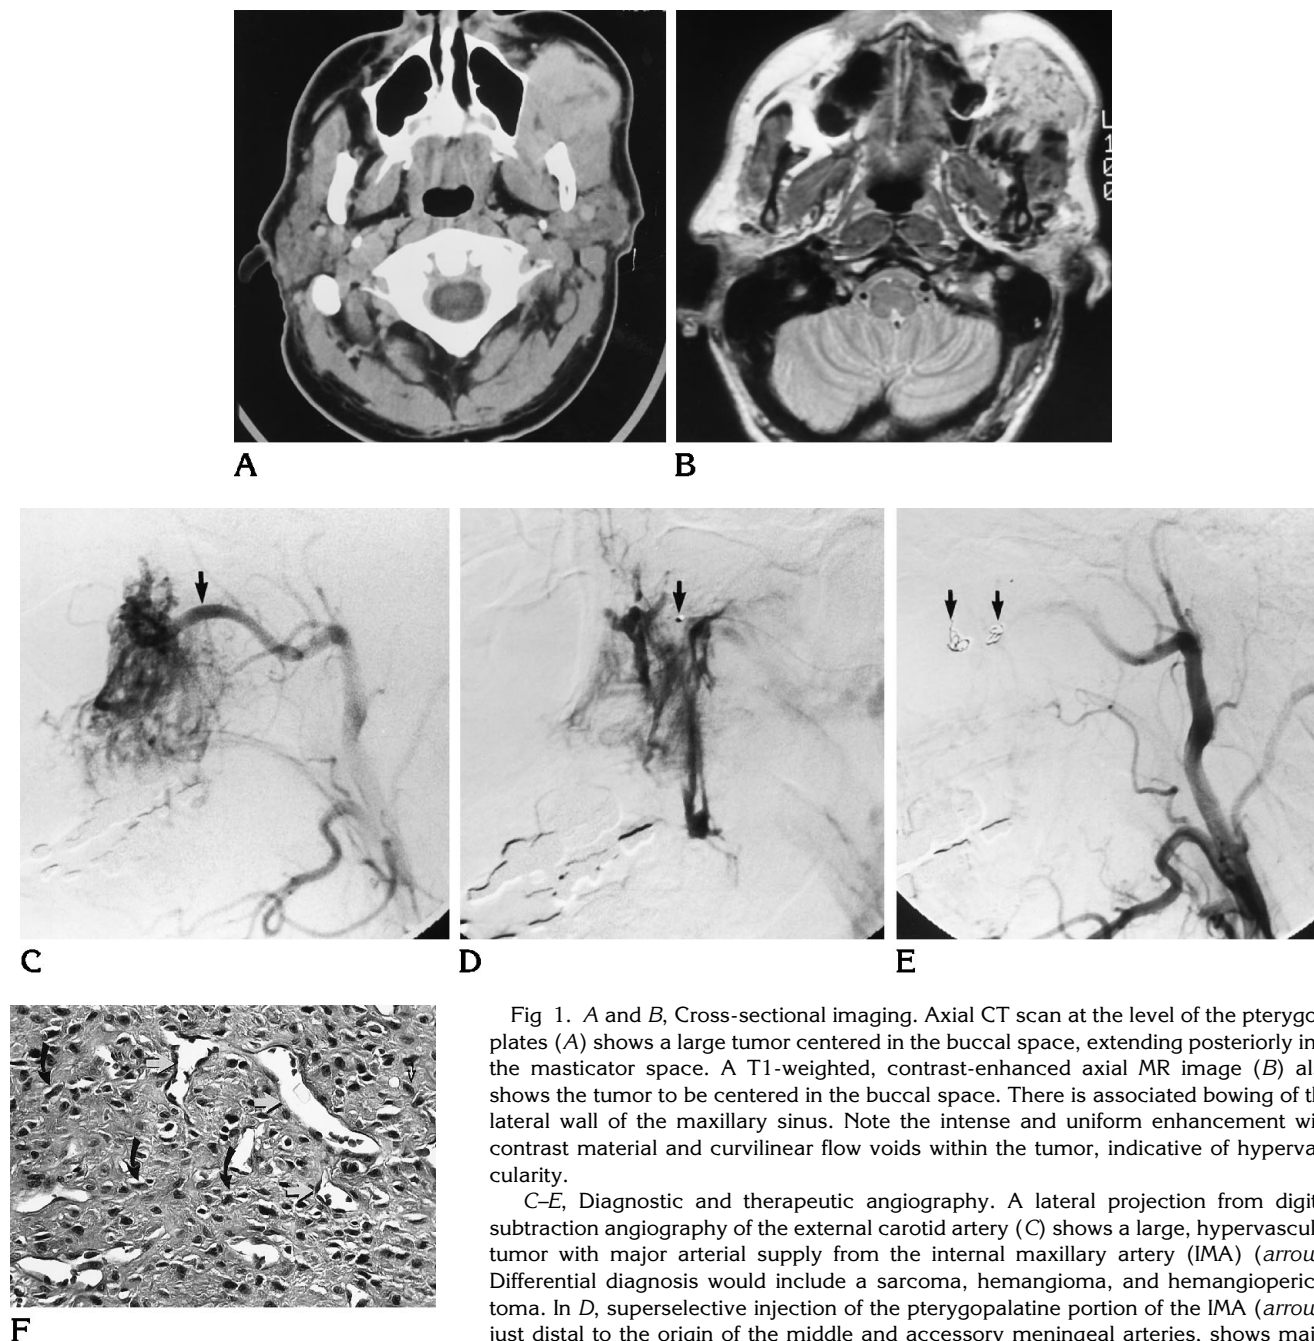 A
B
L100
C
D
E
F
Fig 1. A and B, Cross-sectional imaging. Axial CT scan at the level of the pterygo
plates (A) shows a large tumor centered in the buccal space, extending posteriorly in
the masticator space. A T1-weighted, contrast-enhanced axial MR image (B) al
shows the tumor to be centered in the buccal space. There is associated bowing of t
lateral wall of the maxillary sinus. Note the intense and uniform enhancement wi
contrast material and curvilinear flow voids within the tumor, indicative of hyperva
cularity.
C–E, Diagnostic and therapeutic angiography. A lateral projection from digit
subtraction angiography of the external carotid artery (C) shows a large, hypervascul
tumor with major arterial supply from the internal maxillary artery (IMA) (arrow
Differential diagnosis would include a sarcoma, hemangioma, and hemangioperic
toma. In D, superselective injection of the pterygopalatine portion of the IMA (arrow
just distal to the origin of the middle and accessory meningeal arteries, shows ma